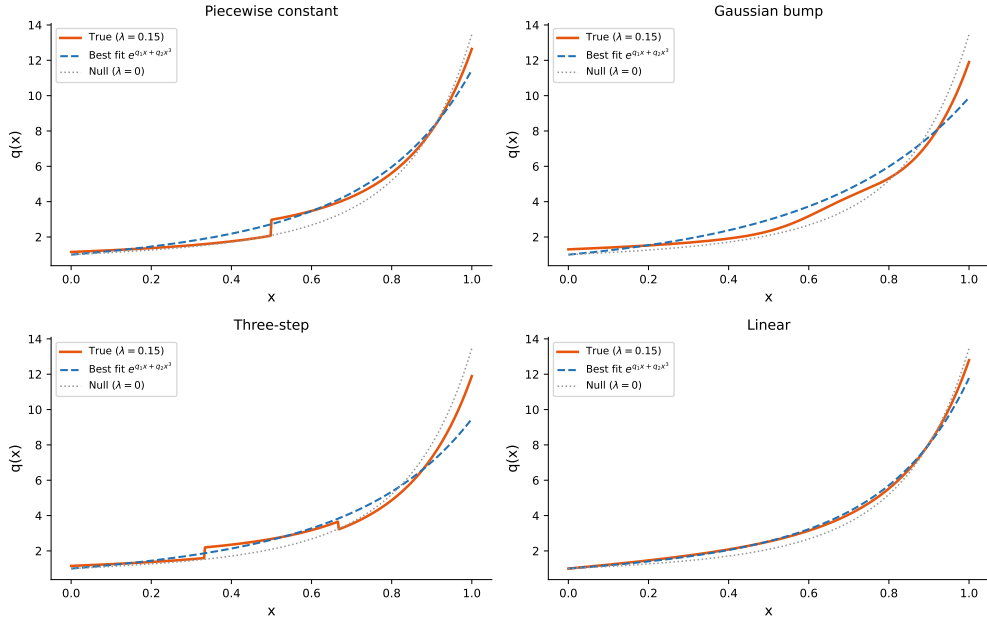 Piecewise constant
True (λ = 0.15)
Best fit e^{q₁x+q₂x³}
Null (λ = 0)
q(x)
14
12
10
8
6
4
2
0.0 0.2 0.4 0.6 0.8 1.0
x
Gaussian bump
True (λ = 0.15)
Best fit e^{q₁x+q₂x³}
Null (λ = 0)
q(x)
14
12
10
8
6
4
2
0.0 0.2 0.4 0.6 0.8 1.0
x
Three-step
True (λ = 0.15)
Best fit e^{q₁x+q₂x³}
Null (λ = 0)
q(x)
14
12
10
8
6
4
2
0.0 0.2 0.4 0.6 0.8 1.0
x
Linear
True (λ = 0.15)
Best fit e^{q₁x+q₂x³}
Null (λ = 0)
q(x)
14
12
10
8
6
4
2
0.0 0.2 0.4 0.6 0.8 1.0
x